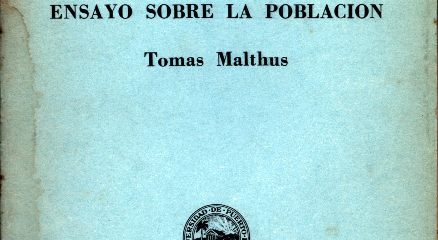 ENSAYO SOBRE LA POBLACION
Tomas Malthus